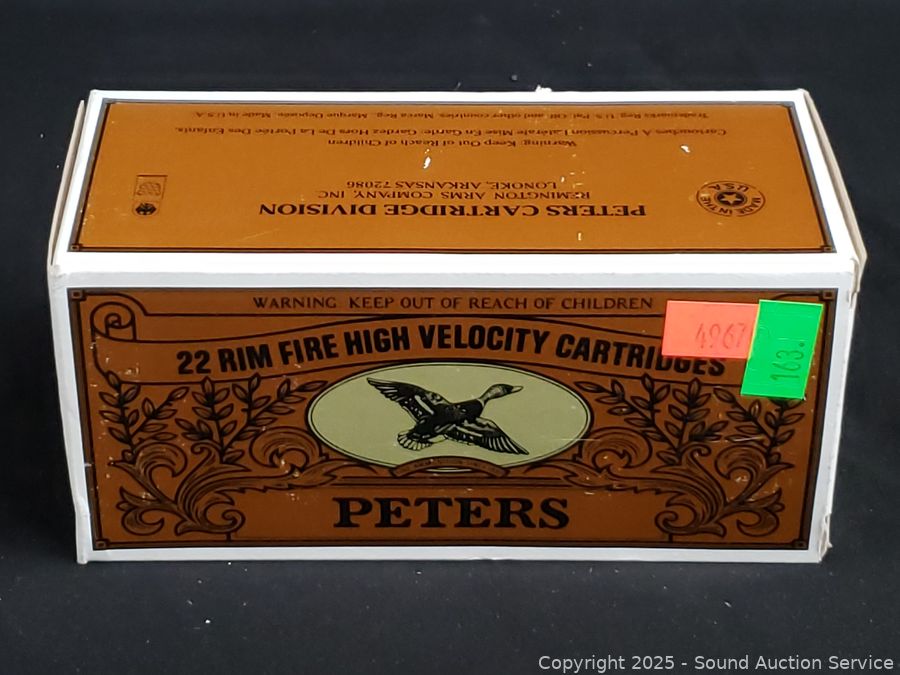 Trademarks Reg. U.S. Pat. Off. and other countries. Marca Reg. Marque Deposée. Made in U.S.A.
Cartouches A Percussion Latérale Mise En Garde: Gardez Hors De La Portée Des Enfants.
Warning: Keep Out of Reach of Children
LONOKE, ARKANSAS 72086
REMINGTON ARMS COMPANY, INC.
PETERS CARTRIDGE DIVISION
MADE IN THE U.S.A.
WARNING: KEEP OUT OF REACH OF CHILDREN
22 RIM FIRE HIGH VELOCITY CARTRIDGES
4967
163.
PETERS
Copyright 2025 - Sound Auction Service